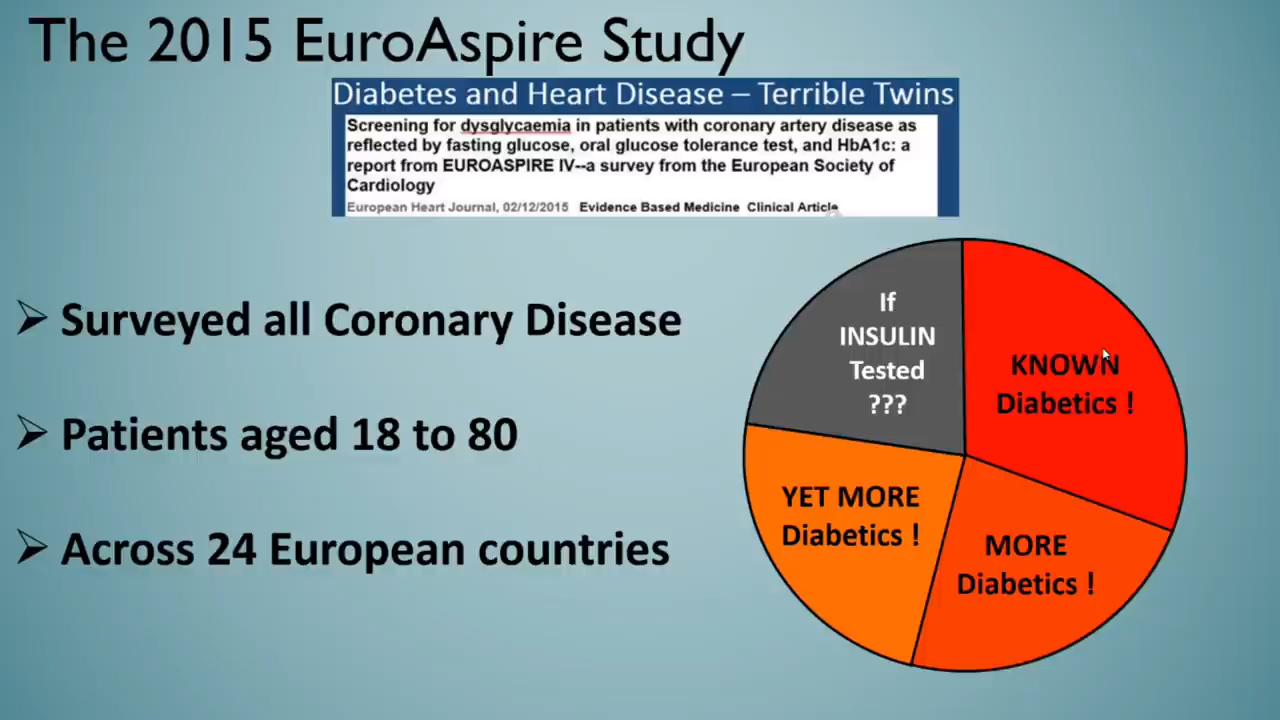 The 2015 EuroAspire Study
Diabetes and Heart Disease – Terrible Twins
Screening for dysglycaemia in patients with coronary artery disease as
reflected by fasting glucose, oral glucose tolerance test, and HbA1c: a
report from EUROASPIRE IV--a survey from the European Society of
Cardiology
European Heart Journal, 02/12/2015 Evidence Based Medicine Clinical Article
➢ Surveyed all Coronary Disease
➢ Patients aged 18 to 80
➢ Across 24 European countries
If
INSULIN
Tested
???
KNOWN
Diabetics !
YET MORE
Diabetics !
MORE
Diabetics !